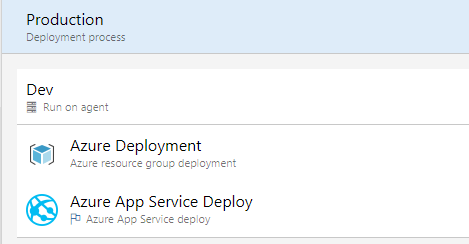 Production
Deployment process
Dev
Run on agent
Azure Deployment
Azure resource group deployment
Azure App Service Deploy
Azure App Service deploy